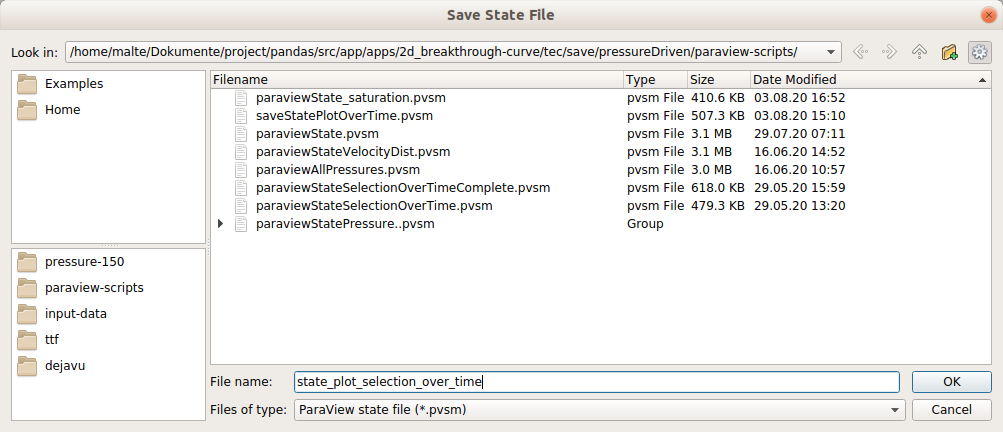 Save State File
Look in: /home/malte/Dokumente/project/pandas/src/app/apps/2d_breakthrough-curve/tec/save/pressureDriven/paraview-scripts/
Examples
Home
pressure-150
paraview-scripts
input-data
ttf
dejavu
Filename Type Size Date Modified
paraviewState_saturation.pvsm pvsm File 410.6 KB 03.08.20 16:52
saveStatePlotOverTime.pvsm pvsm File 507.3 KB 03.08.20 15:10
paraviewState.pvsm pvsm File 3.1 MB 29.07.20 07:11
paraviewStateVelocityDist.pvsm pvsm File 3.1 MB 16.06.20 14:52
paraviewAllPressures.pvsm pvsm File 3.0 MB 16.06.20 10:57
paraviewStateSelectionOverTimeComplete.pvsm pvsm File 618.0 KB 29.05.20 15:59
paraviewStateSelectionOverTime.pvsm pvsm File 479.3 KB 29.05.20 13:20
paraviewStatePressure..pvsm Group
File name: state_plot_selection_over_time OK
Files of type: ParaView state file (*.pvsm) Cancel